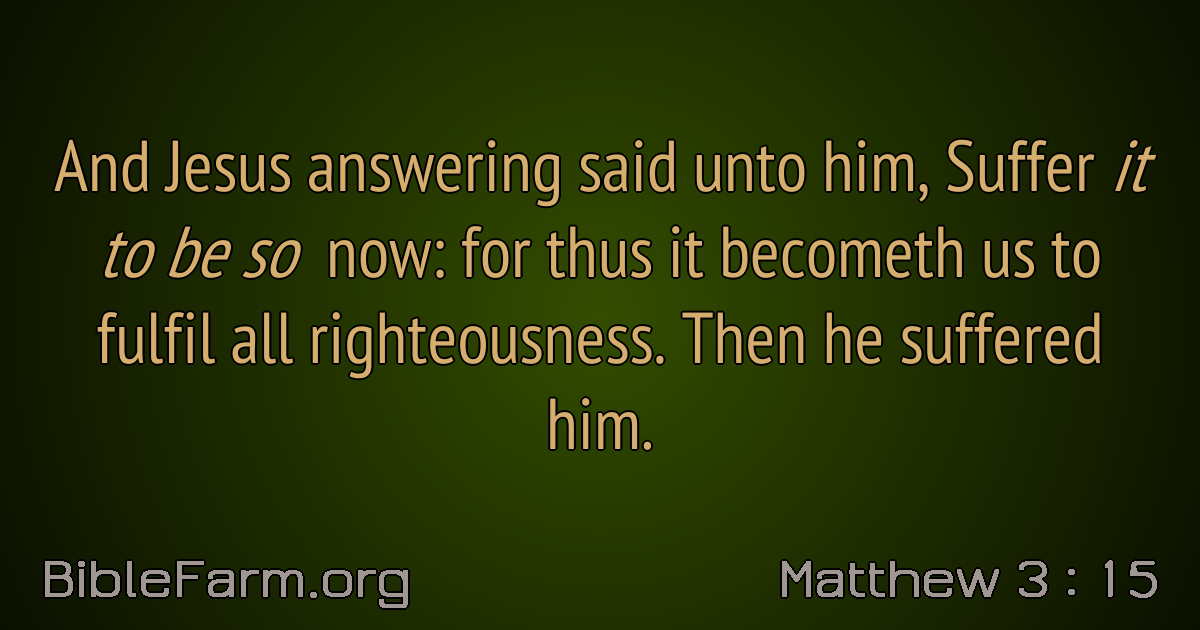 And Jesus answering said unto him, Suffer it
to be so now: for thus it becometh us to
fulfil all righteousness. Then he suffered
him.
BibleFarm.org
Matthew 3 : 15